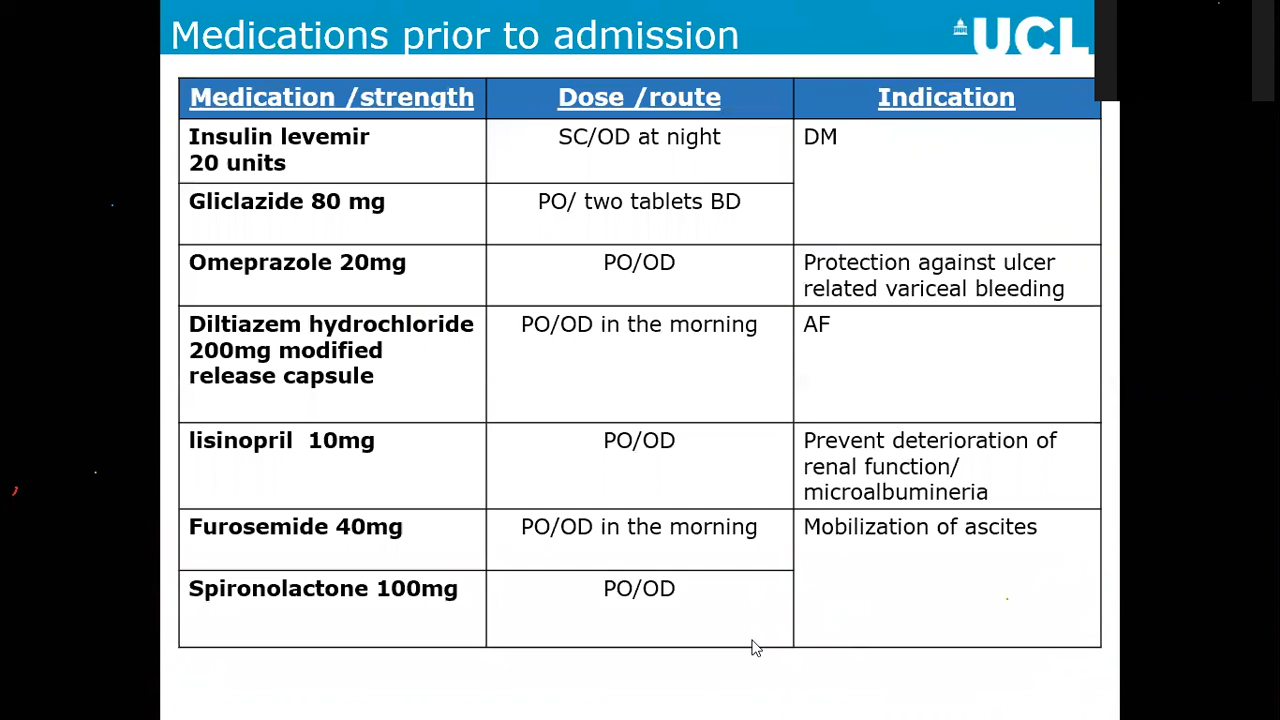 Medications prior to admission
UCL
Medication /strength Dose /route Indication
Insulin levemir SC/OD at night DM
20 units
Gliclazide 80 mg PO/ two tablets BD
Omeprazole 20mg PO/OD Protection against ulcer
related variceal bleeding
Diltiazem hydrochloride PO/OD in the morning AF
200mg modified
release capsule
lisinopril 10mg PO/OD Prevent deterioration of
renal function/
microalbumineria
Furosemide 40mg PO/OD in the morning Mobilization of ascites
Spironolactone 100mg PO/OD